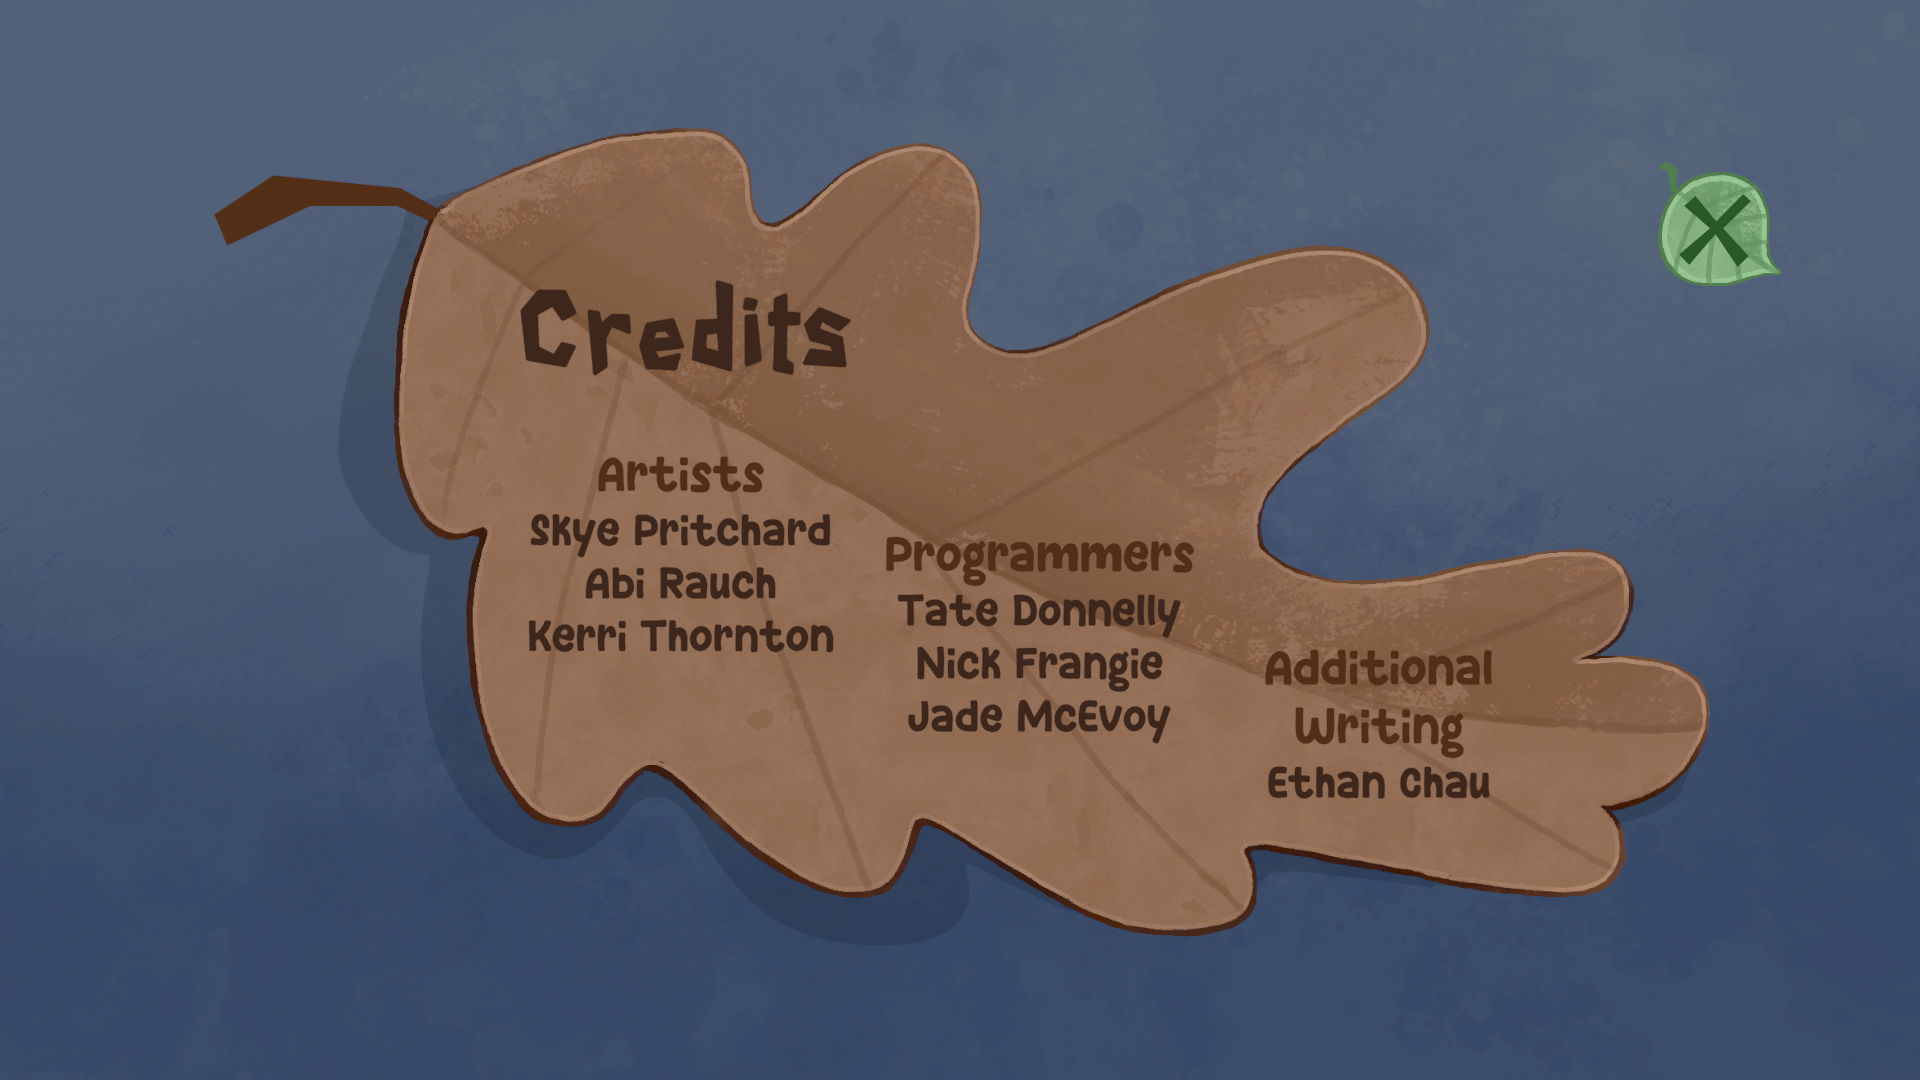 Credits
Artists
Skye Pritchard
Abi Rauch
Kerri Thornton
Programmers
Tate Donnelly
Nick Frangie
Jade McEvoy
Additional
Writing
Ethan Chau